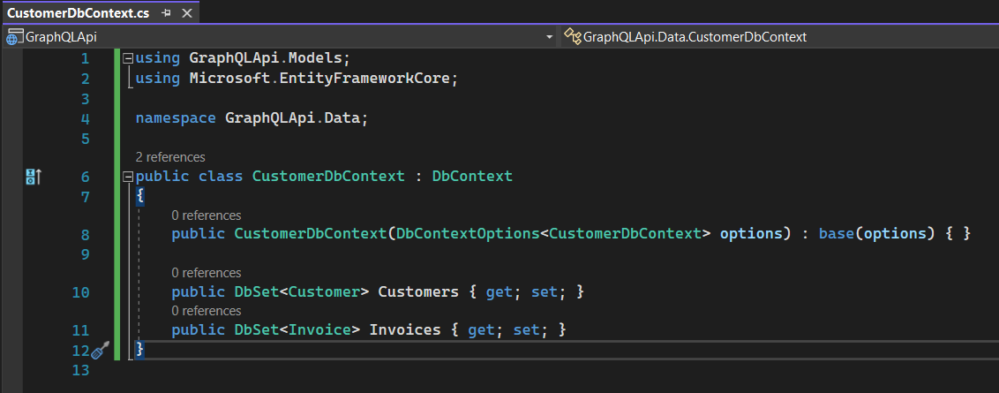 CustomerDbContext.cs
GraphQLApi GraphQLApi.Data.CustomerDbContext
1 using GraphQLApi.Models;
2 using Microsoft.EntityFrameworkCore;
3
4 namespace GraphQLApi.Data;
5
2 references
6 public class CustomerDbContext : DbContext
7 {
0 references
8 public CustomerDbContext(DbContextOptions<CustomerDbContext> options) : base(options) { }
9
0 references
10 public DbSet<Customer> Customers { get; set; }
0 references
11 public DbSet<Invoice> Invoices { get; set; }
12 }
13